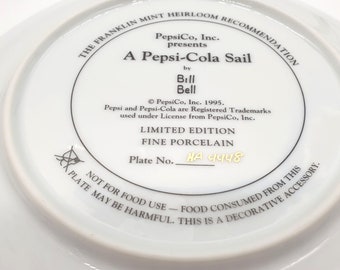 THE FRANKLIN MINT HEIRLOOM RECOMMENDATION
PepsiCo, Inc.
presents
A Pepsi-Cola Sail
by
Bill
Bell
© PepsiCo, Inc. 1995.
Pepsi and Pepsi-Cola are Registered Trademarks
used under License from PepsiCo, Inc.
LIMITED EDITION
FINE PORCELAIN
Plate No. NA 4448
NOT FOR FOOD USE — FOOD CONSUMED FROM THIS
PLATE MAY BE HARMFUL. THIS IS A DECORATIVE ACCESSORY.